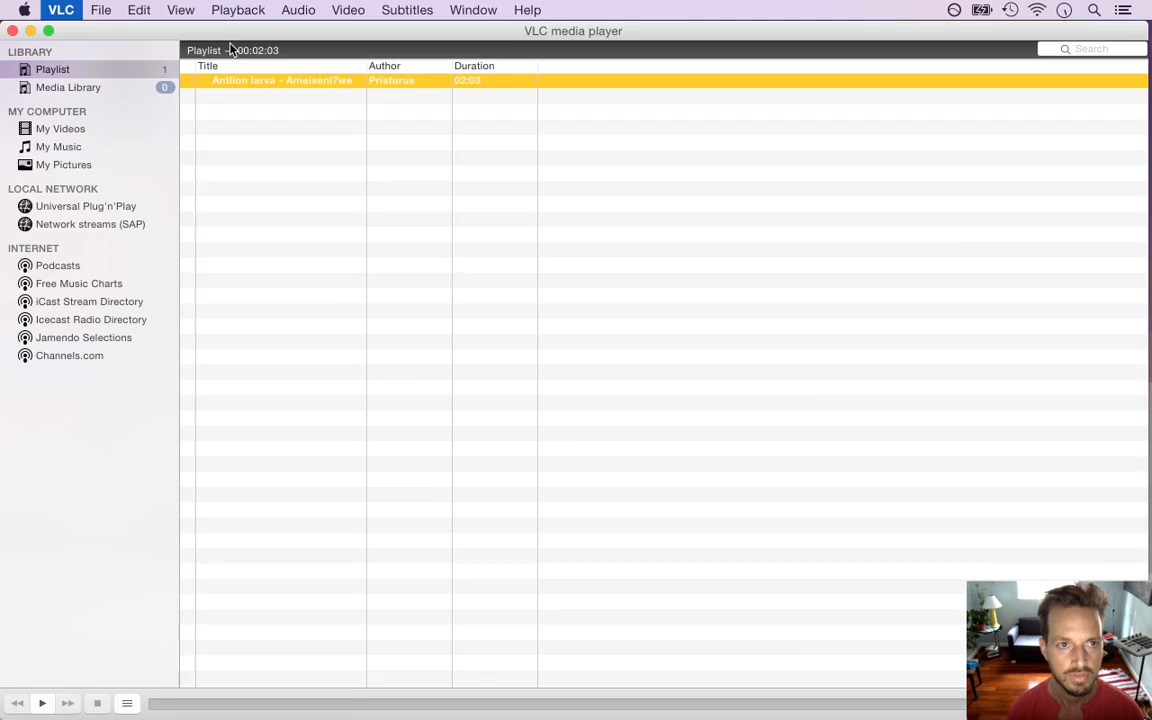 VLC File Edit View Playback Audio Video Subtitles Window Help
VLC media player
LIBRARY
Playlist 1
Media Library 0
MY COMPUTER
My Videos
My Music
My Pictures
LOCAL NETWORK
Universal Plug'n'Play
Network streams (SAP)
INTERNET
Podcasts
Free Music Charts
iCast Stream Directory
Icecast Radio Directory
Jamendo Selections
Channels.com
Playlist — 00:02:03
Search
Title Author Duration
Antlion larva - Ameisenl?we Pristurus 02:03